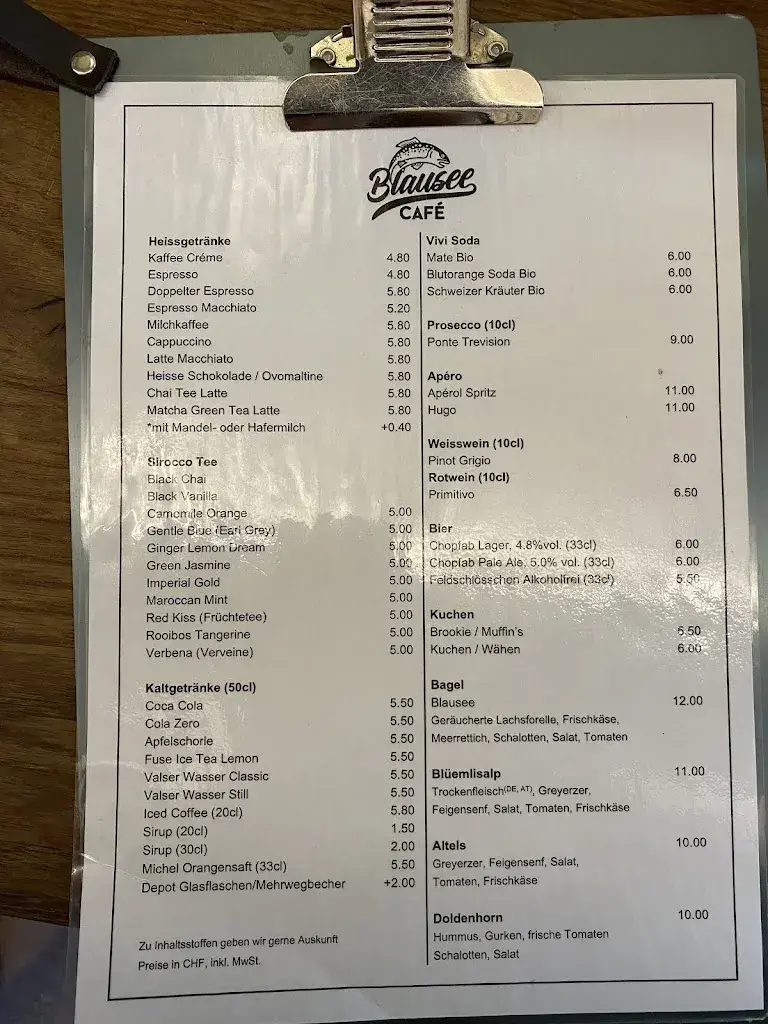 Blausee
CAFÉ
Heissgetränke
Kaffee Créme 4.80
Espresso 4.80
Doppelter Espresso 5.80
Espresso Macchiato 5.20
Milchkaffee 5.80
Cappuccino 5.80
Latte Macchiato 5.80
Heisse Schokolade / Ovomaltine 5.80
Chai Tee Latte 5.80
Matcha Green Tea Latte 5.80
*mit Mandel- oder Hafermilch +0.40
Sirocco Tee
Black Chai
Black Vanilla
Camomile Orange 5.00
Gentle Blue (Earl Grey) 5.00
Ginger Lemon Dream 5.00
Green Jasmine 5.00
Imperial Gold 5.00
Maroccan Mint 5.00
Red Kiss (Früchtetee) 5.00
Rooibos Tangerine 5.00
Verbena (Verveine) 5.00
Kaltgetränke (50cl)
Coca Cola 5.50
Cola Zero 5.50
Apfelschorle 5.50
Fuse Ice Tea Lemon 5.50
Valser Wasser Classic 5.50
Valser Wasser Still 5.50
Iced Coffee (20cl) 5.80
Sirup (20cl) 1.50
Sirup (30cl) 2.00
Michel Orangensaft (33cl) 5.50
Depot Glasflaschen/Mehrwegbecher +2.00
Zu Inhaltsstoffen geben wir gerne Auskunft
Preise in CHF, inkl. MwSt.
Vivi Soda
Mate Bio 6.00
Blutorange Soda Bio 6.00
Schweizer Kräuter Bio 6.00
Prosecco (10cl)
Ponte Trevision 9.00
Apéro
Apérol Spritz 11.00
Hugo 11.00
Weisswein (10cl)
Pinot Grigio 8.00
Rotwein (10cl)
Primitivo 6.50
Bier
Chopfab Lager, 4.8%vol. (33cl) 6.00
Chopfab Pale Ale, 5.0% vol. (33cl) 6.00
Feldschlösschen Alkoholfrei (33cl) 5.50
Kuchen
Brookie / Muffin's 6.50
Kuchen / Wähen 6.00
Bagel
Blausee 12.00
Geräucherte Lachsforelle, Frischkäse,
Meerrettich, Schalotten, Salat, Tomaten
Blüemlisalp 11.00
Trockenfleisch(DE, AT), Greyerzer,
Feigensenf, Salat, Tomaten, Frischkäse
Altels 10.00
Greyerzer, Feigensenf, Salat,
Tomaten, Frischkäse
Doldenhorn 10.00
Hummus, Gurken, frische Tomaten
Schalotten, Salat